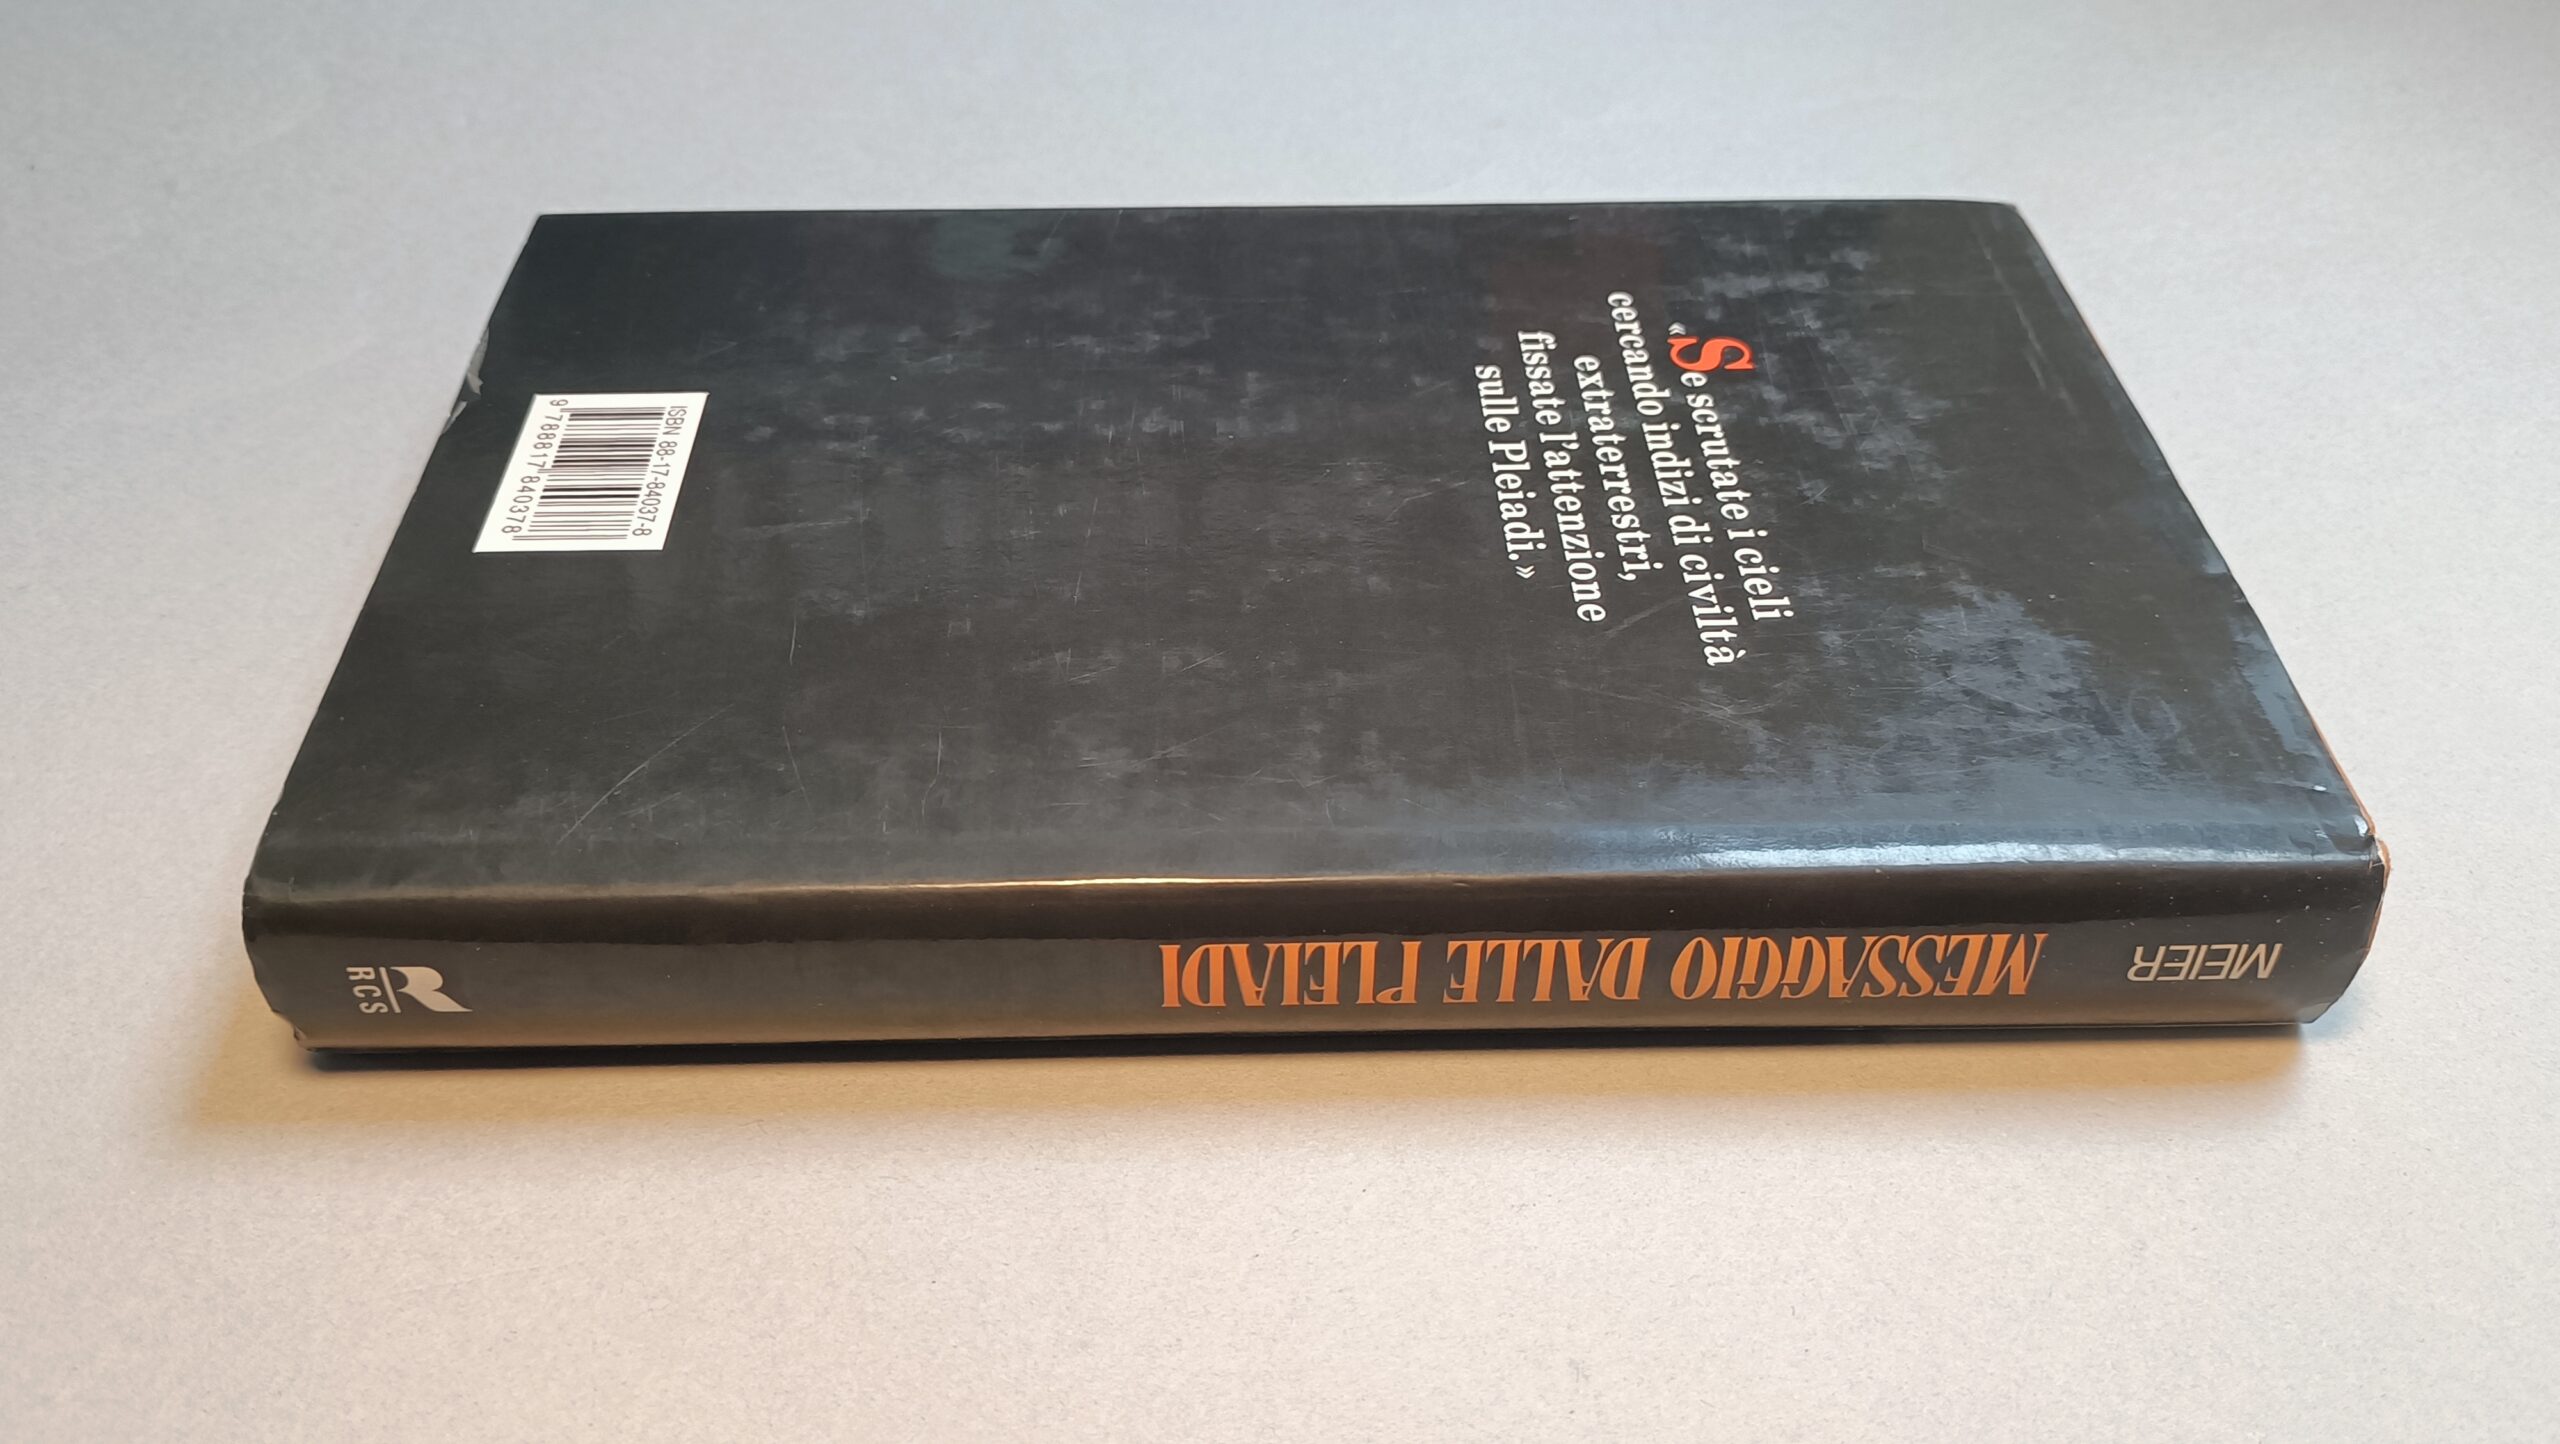 «Se scrutate i cieli
cercando indizi di civiltà
extraterrestri,
fissate l'attenzione
sulle Pleiadi.»
ISBN 88-17-84037-8
9 788817 840378
MEIER
MESSAGGIO DALLE PLEIADI
RCS